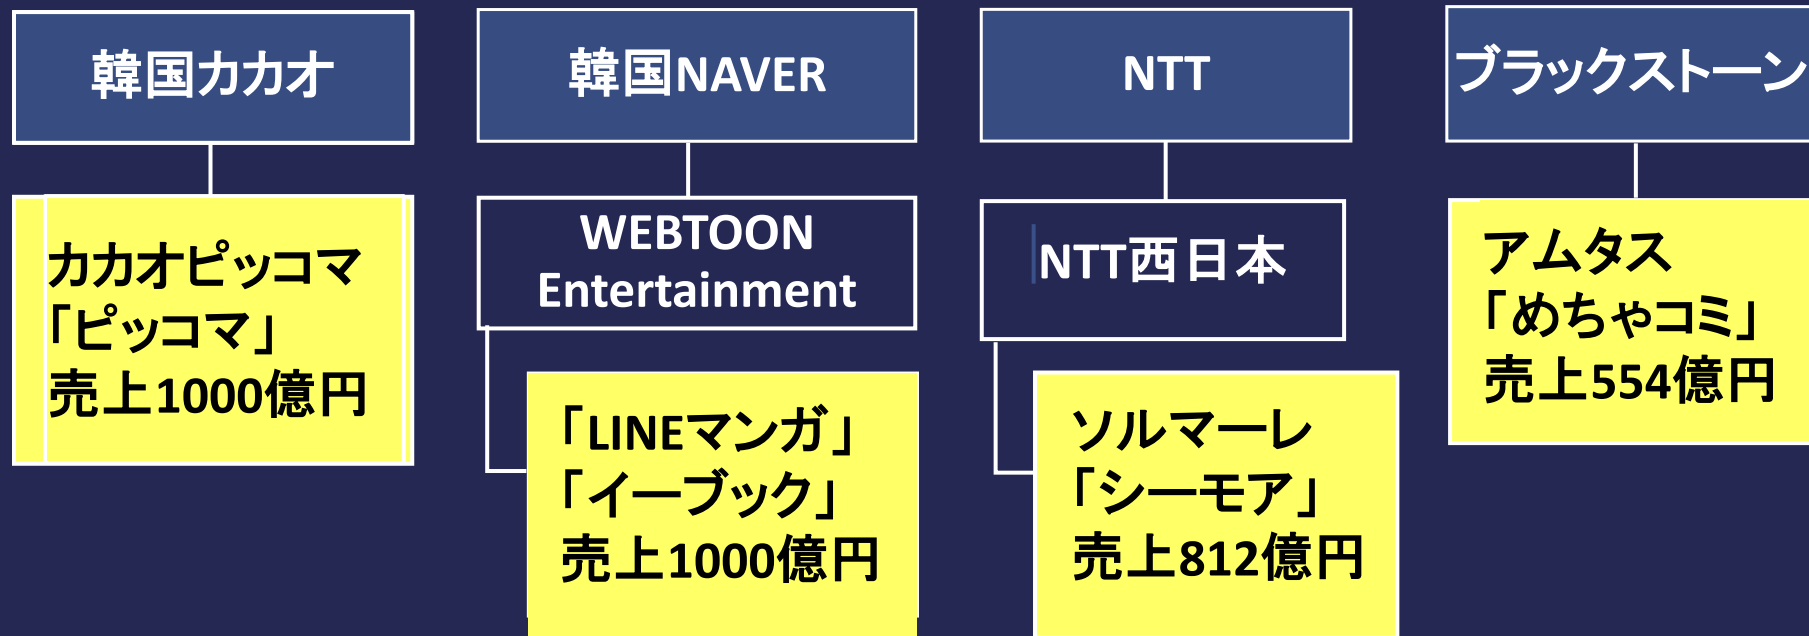 韓国カカオ
カカオピッコマ
「ピッコマ」
売上1000億円
韓国NAVER
WEBTOON
Entertainment
「LINEマンガ」
「イーブック」
売上1000億円
NTT
NTT西日本
ソルマーレ
「シーモア」
売上812億円
ブラックストーン
アムタス
「めちゃコミ」
売上554億円